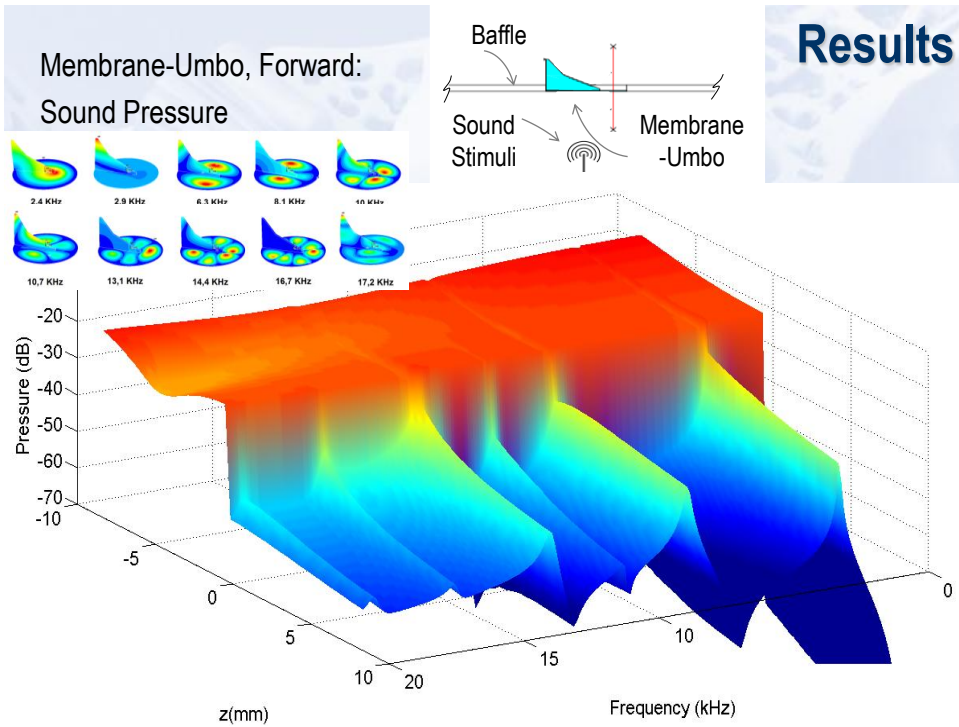 Results
Membrane-Umbo, Forward:
Sound Pressure
Baffle
Sound
Stimuli
Membrane
-Umbo
2.4 KHz
2.9 KHz
6.3 KHz
8.1 KHz
10 KHz
10,7 KHz
13,1 KHz
14,4 KHz
16,7 KHz
17,2 KHz
Pressure (dB)
-20
-30
-40
-50
-60
-70
-10
-5
0
5
10
z(mm)
20
15
10
0
Frequency (kHz)